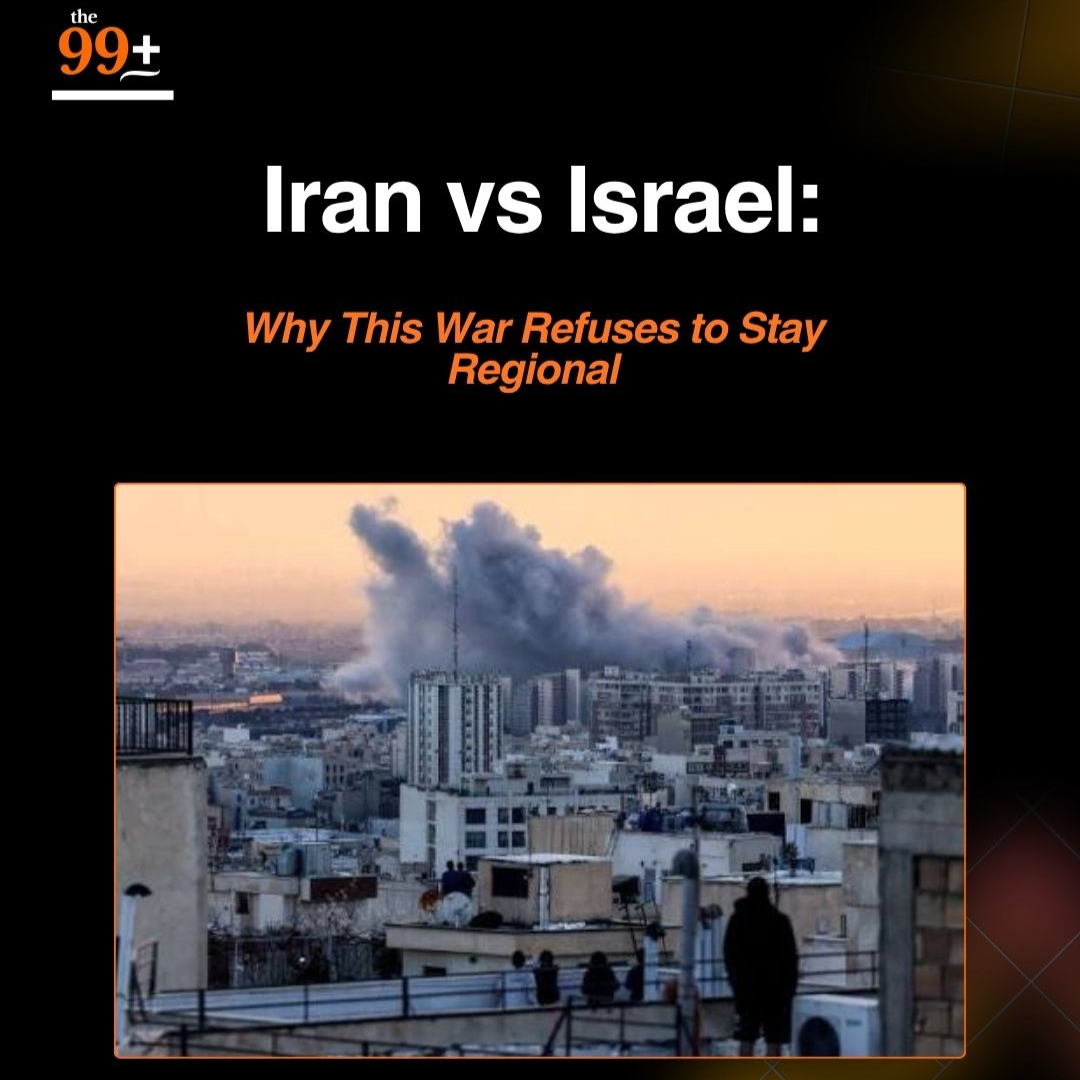 the
99+
Iran vs Israel:
Why This War Refuses to Stay
Regional